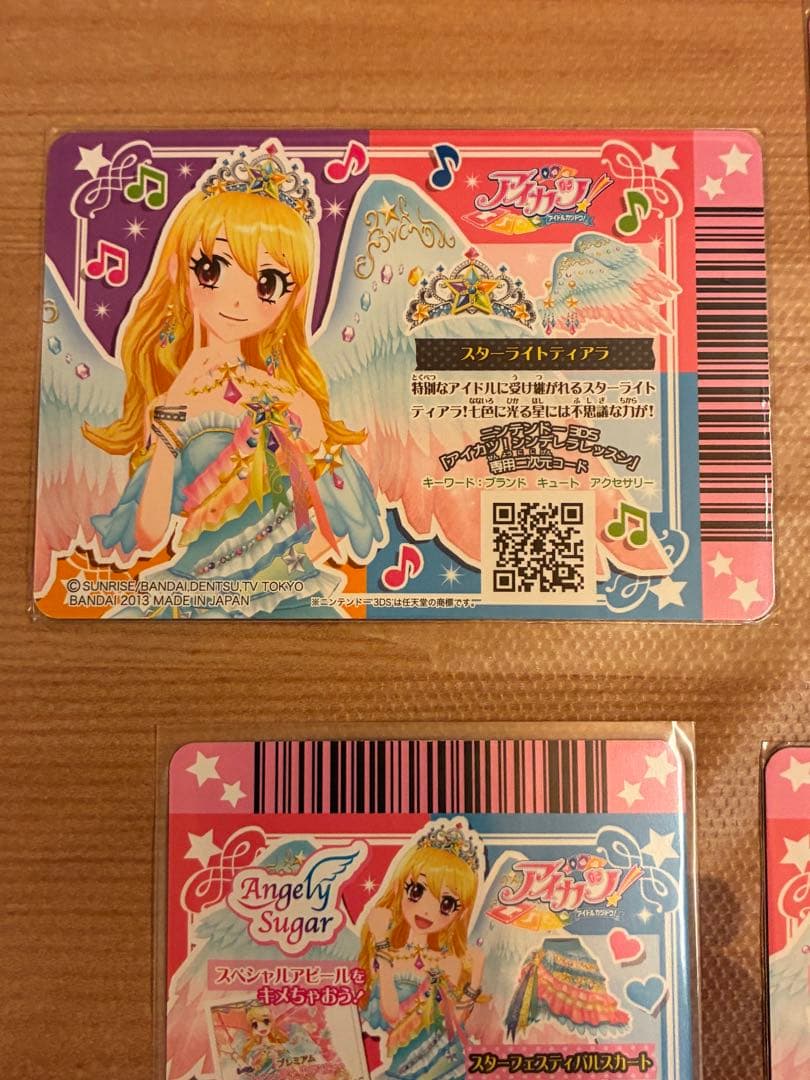 アイカツ!
アイドルカツドウ!
スターライトティアラ
特別なアイドルに受け継がれるスターライト
ティアラ!七色に光る星には不思議な力が!
ニンテンドー3DS
「アイカツ!シンデレラレッスン」
専用二次元コード
キーワード:ブランド キュート アクセサリー
©SUNRISE/BANDAI,DENTSU,TV TOKYO
BANDAI 2013 MADE IN JAPAN
※ニンテンドー3DSは任天堂の商標です。
Angely
Sugar
アイカツ!
アイドルカツドウ!
スペシャルアピールを
キメちゃおう!
プレミアム
スターフェスティバルスカート